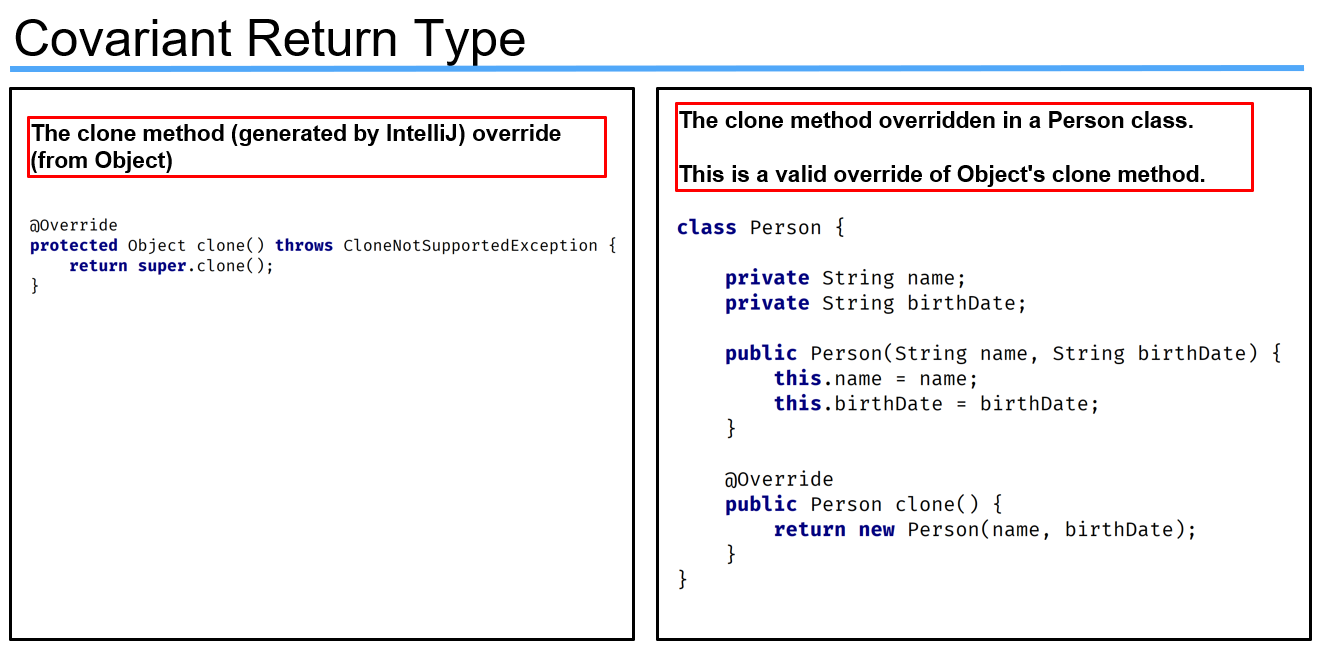 Covariant Return Type
The clone method (generated by IntelliJ) override
(from Object)
@Override
protected Object clone() throws CloneNotSupportedException {
    return super.clone();
}
The clone method overridden in a Person class.
This is a valid override of Object's clone method.
class Person {
    private String name;
    private String birthDate;
    public Person(String name, String birthDate) {
        this.name = name;
        this.birthDate = birthDate;
    }
    @Override
    public Person clone() {
        return new Person(name, birthDate);
    }
}